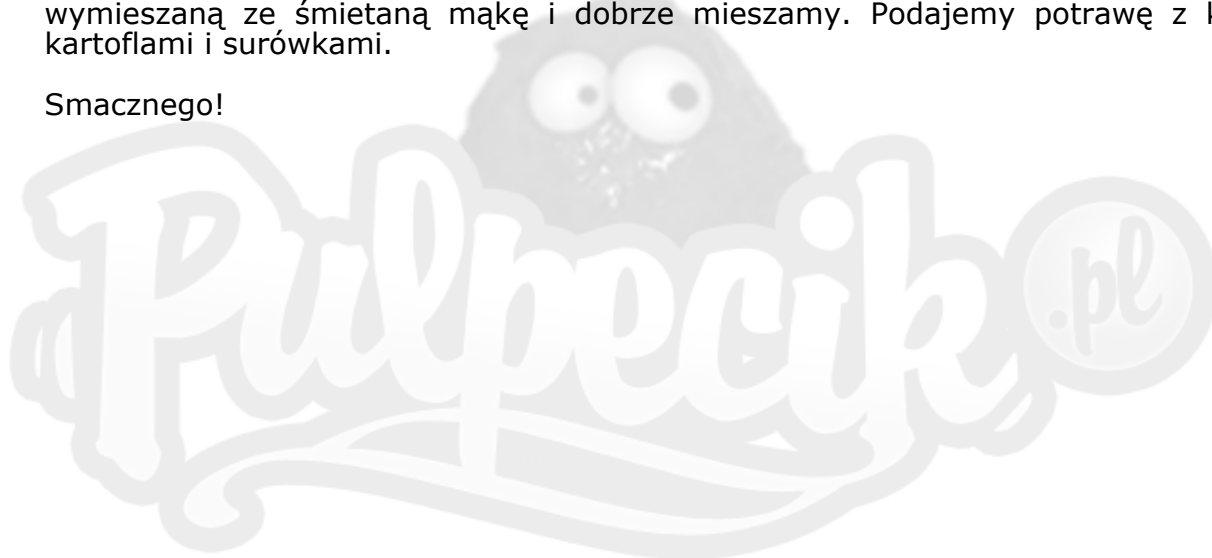 wymieszaną ze śmietaną mąkę i dobrze mieszamy. Podajemy potrawę z
kartoflami i surówkami.
Smacznego!
Pulpecik .pl